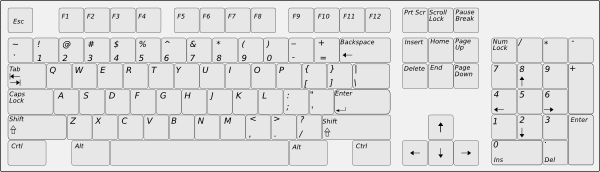 Esc F1 F2 F3 F4 F5 F6 F7 F8 F9 F10 F11 F12 Prt Scr Scroll Lock Pause Break
~ ` ! 1 @ 2 # 3 $ 4 % 5 ^ 6 & 7 * 8 ( 9 ) 0 _ - + = Backspace Insert Home Page Up Num Lock / * -
Tab Q W E R T Y U I O P { [ } ] | \ Delete End Page Down 7 8 9 +
Caps Lock A S D F G H J K L : ; " ' Enter 4 5 6
Shift Z X C V B N M < , > . ? / Shift 1 2 3 Enter
Crtl Alt Alt Ctrl 0 Ins . Del